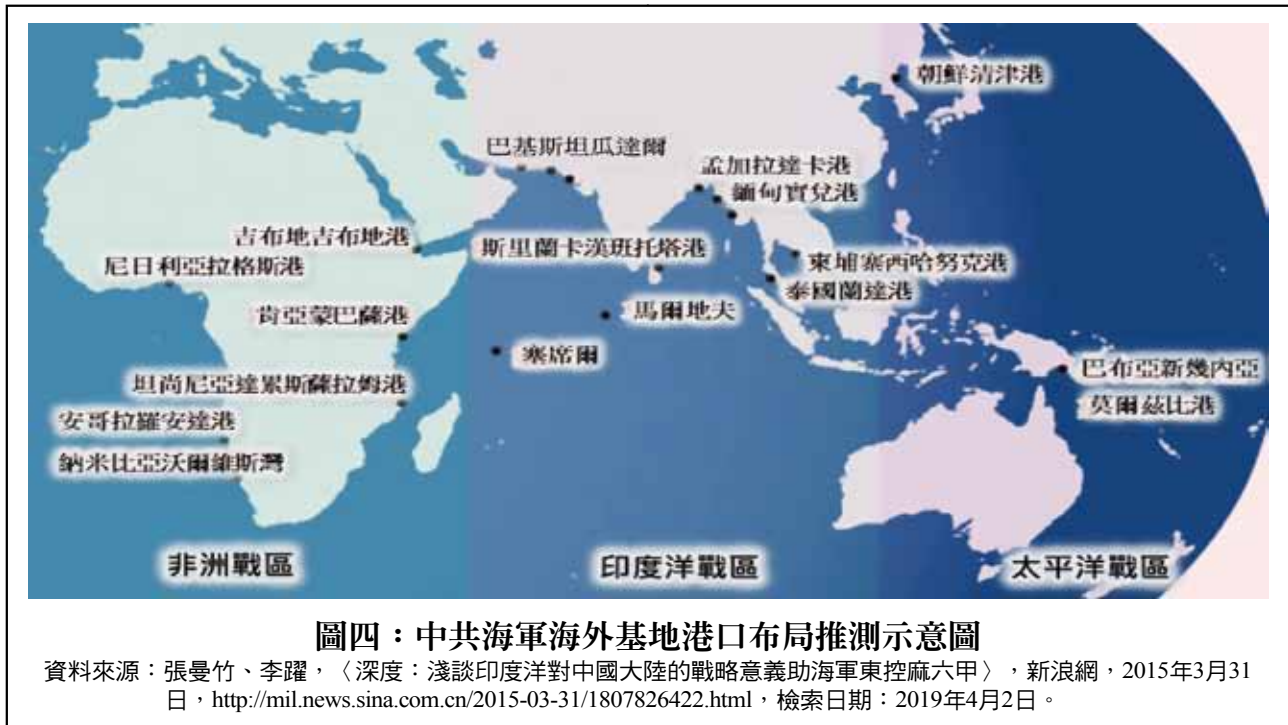 朝鮮清津港
巴基斯坦瓜達爾
孟加拉達卡港
緬甸實兌港
吉布地吉布地港
斯里蘭卡漢班托塔港
柬埔寨西哈努克港
尼日利亞拉格斯港
泰國蘭達港
肯亞蒙巴薩港
馬爾地夫
塞席爾
巴布亞新幾內亞
莫爾茲比港
坦尚尼亞達累斯薩拉姆港
安哥拉羅安達港
納米比亞沃爾維斯灣
非洲戰區
印度洋戰區
太平洋戰區
圖四：中共海軍海外基地港口布局推測示意圖
資料來源：張曼竹、李躍，〈深度：淺談印度洋對中國大陸的戰略意義助海軍東控麻六甲〉，新浪網，2015年3月31
日，http://mil.news.sina.com.cn/2015-03-31/1807826422.html，檢索日期：2019年4月2日。